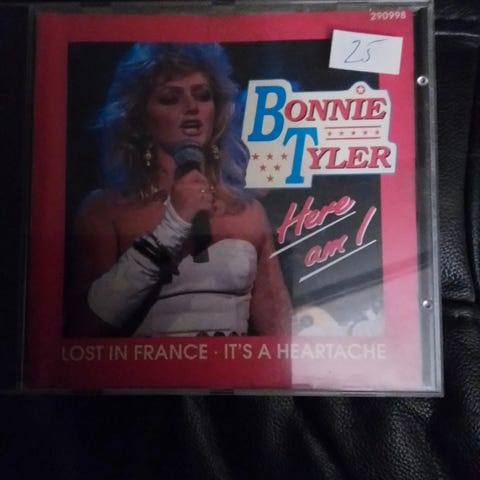 290998
25
BONNIE
TYLER
Here
am I
LOST IN FRANCE · IT'S A HEARTACHE